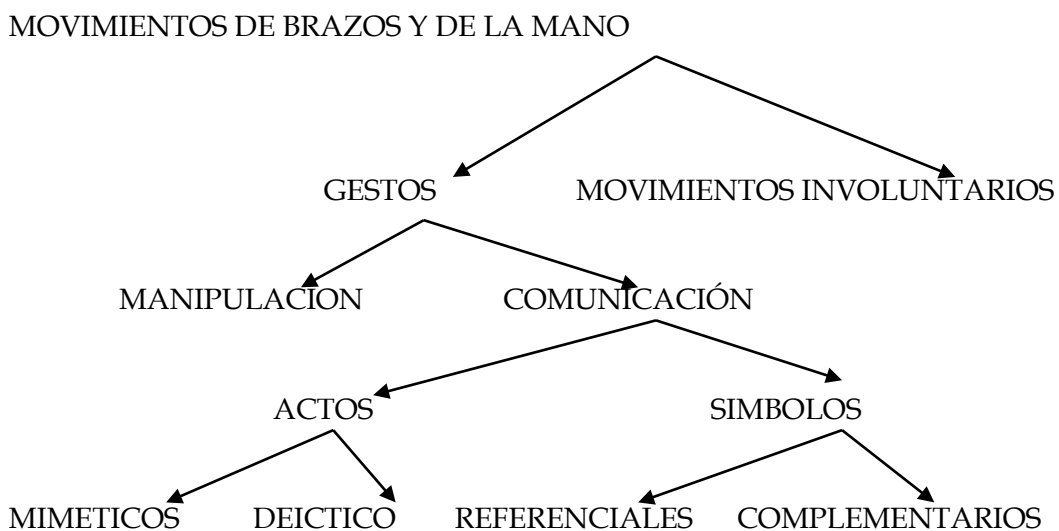 MOVIMIENTOS DE BRAZOS Y DE LA MANO
GESTOS MOVIMIENTOS INVOLUNTARIOS
MANIPULACION COMUNICACIÓN
ACTOS SIMBOLOS
MIMETICOS DEICTICO REFERENCIALES COMPLEMENTARIOS